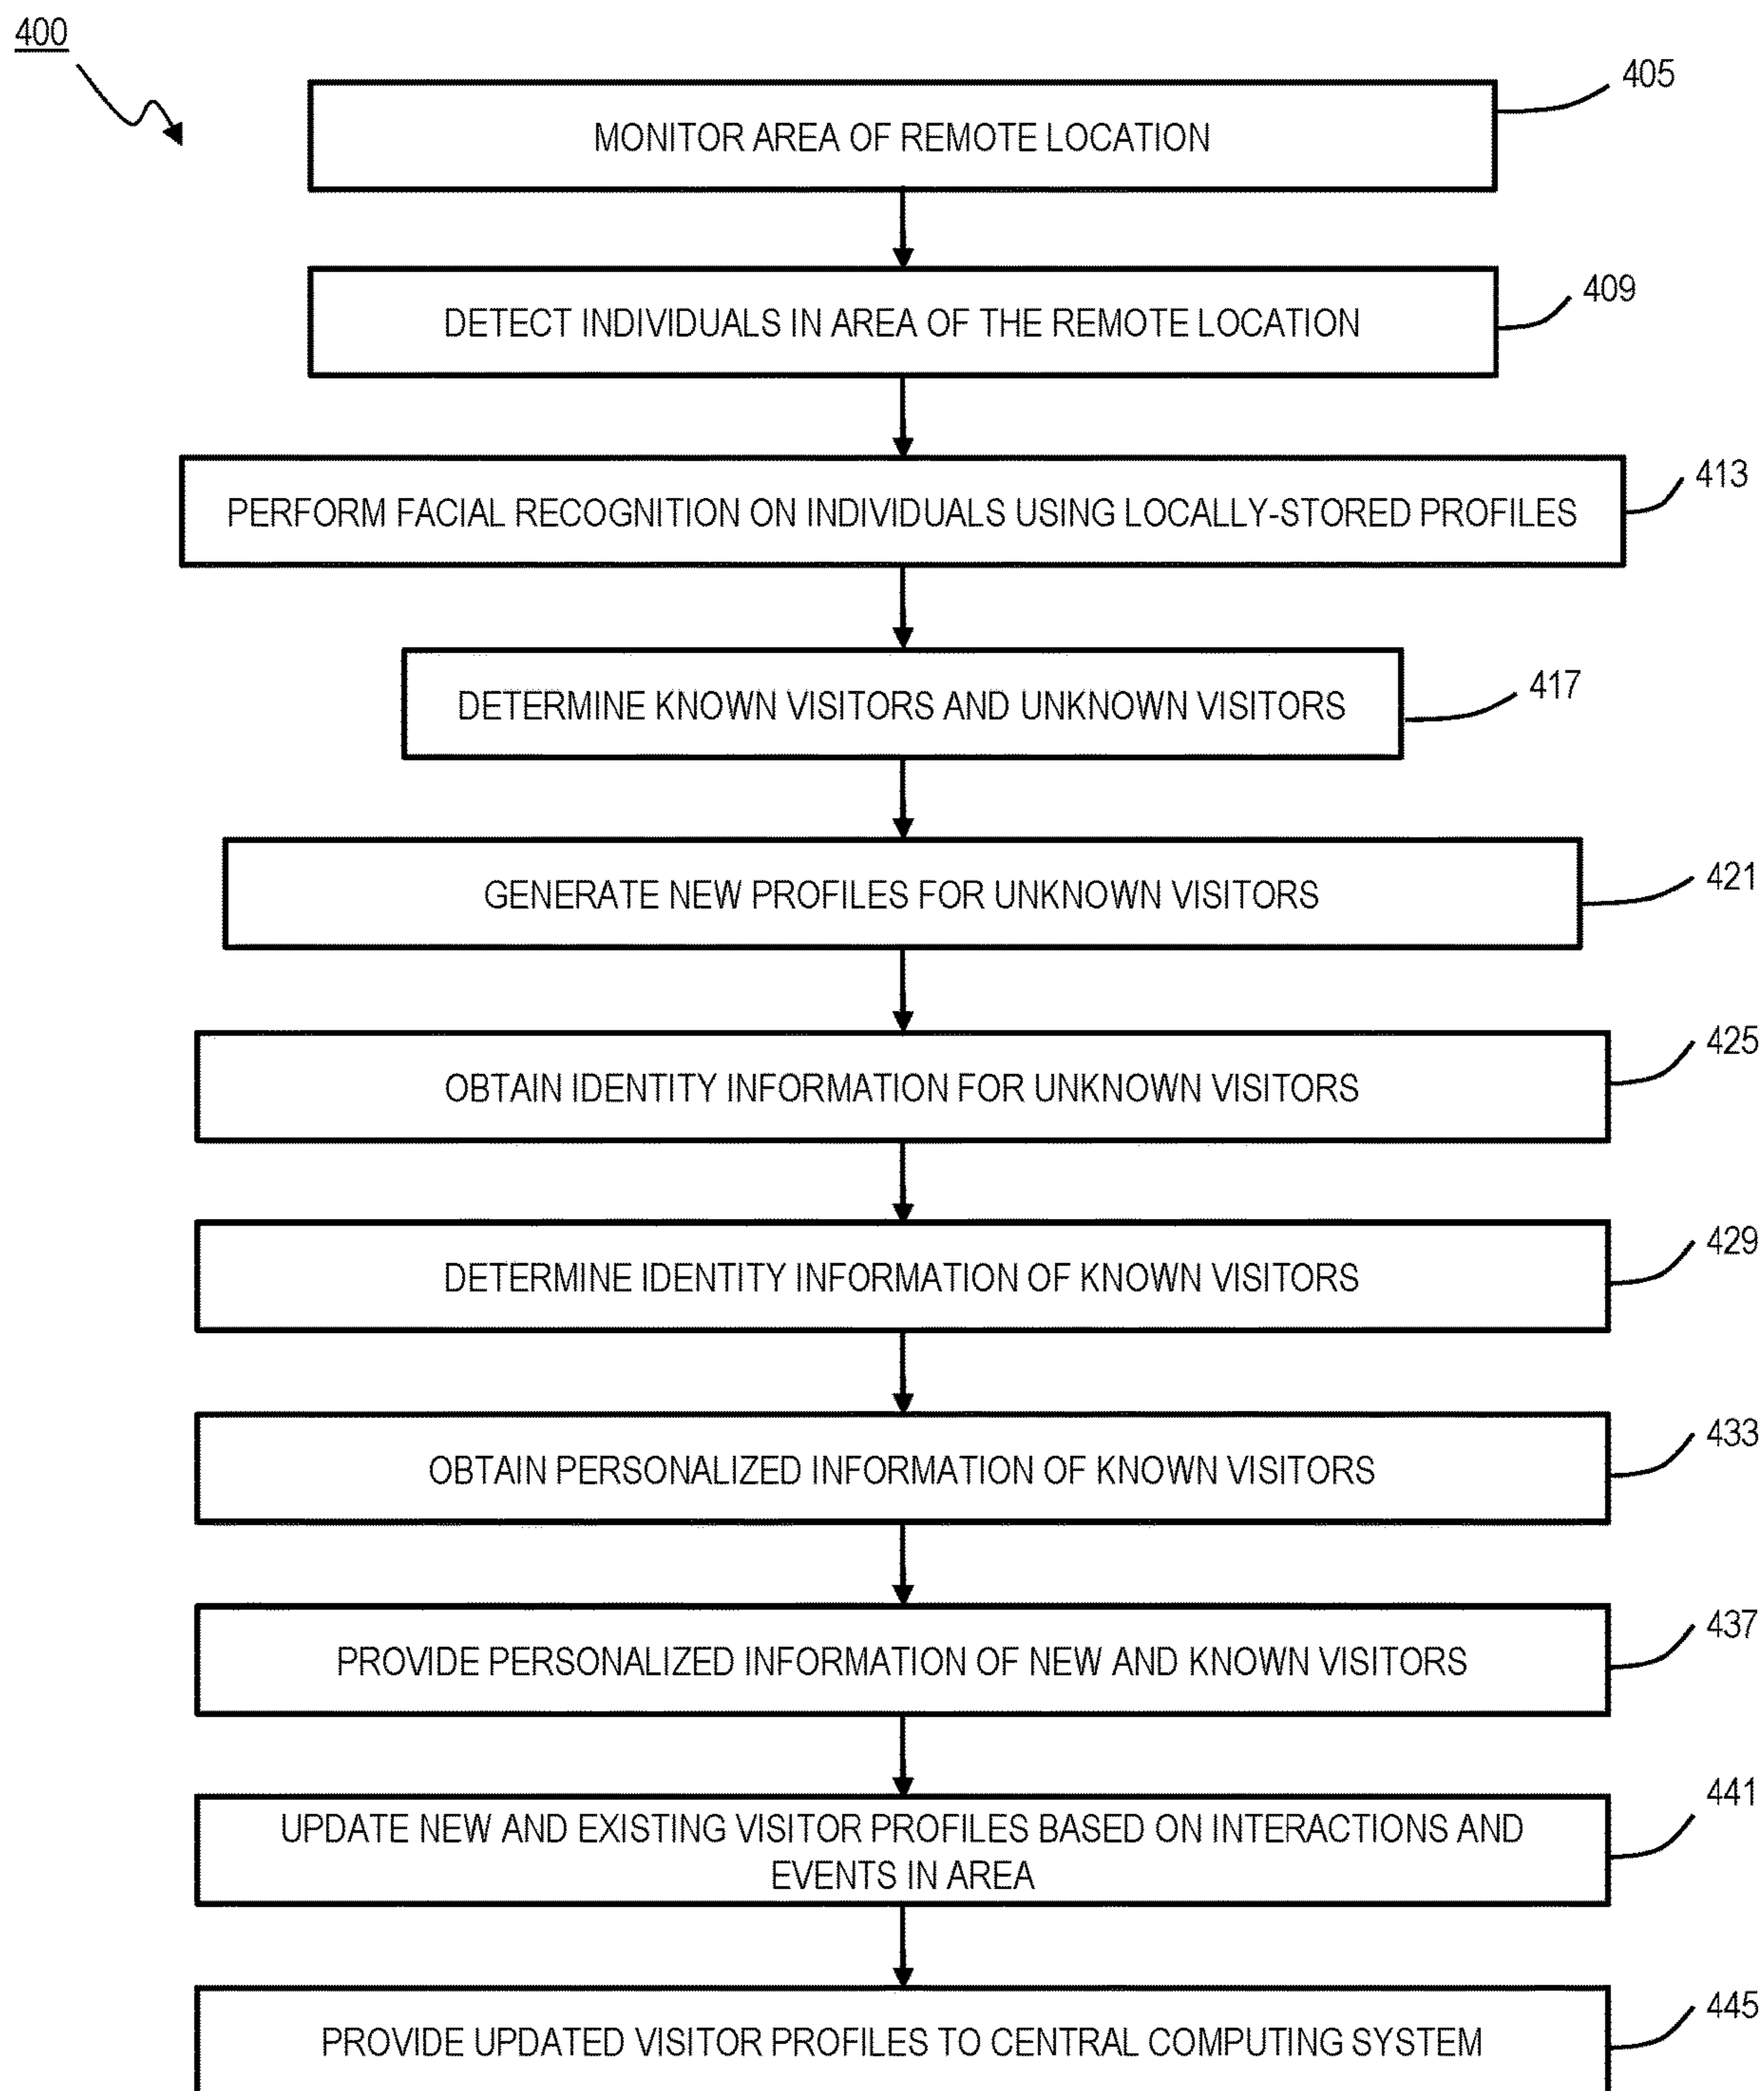 400
405
MONITOR AREA OF REMOTE LOCATION
409
DETECT INDIVIDUALS IN AREA OF THE REMOTE LOCATION
413
PERFORM FACIAL RECOGNITION ON INDIVIDUALS USING LOCALLY-STORED PROFILES
417
DETERMINE KNOWN VISITORS AND UNKNOWN VISITORS
421
GENERATE NEW PROFILES FOR UNKNOWN VISITORS
425
OBTAIN IDENTITY INFORMATION FOR UNKNOWN VISITORS
429
DETERMINE IDENTITY INFORMATION OF KNOWN VISITORS
433
OBTAIN PERSONALIZED INFORMATION OF KNOWN VISITORS
437
PROVIDE PERSONALIZED INFORMATION OF NEW AND KNOWN VISITORS
441
UPDATE NEW AND EXISTING VISITOR PROFILES BASED ON INTERACTIONS AND
EVENTS IN AREA
445
PROVIDE UPDATED VISITOR PROFILES TO CENTRAL COMPUTING SYSTEM